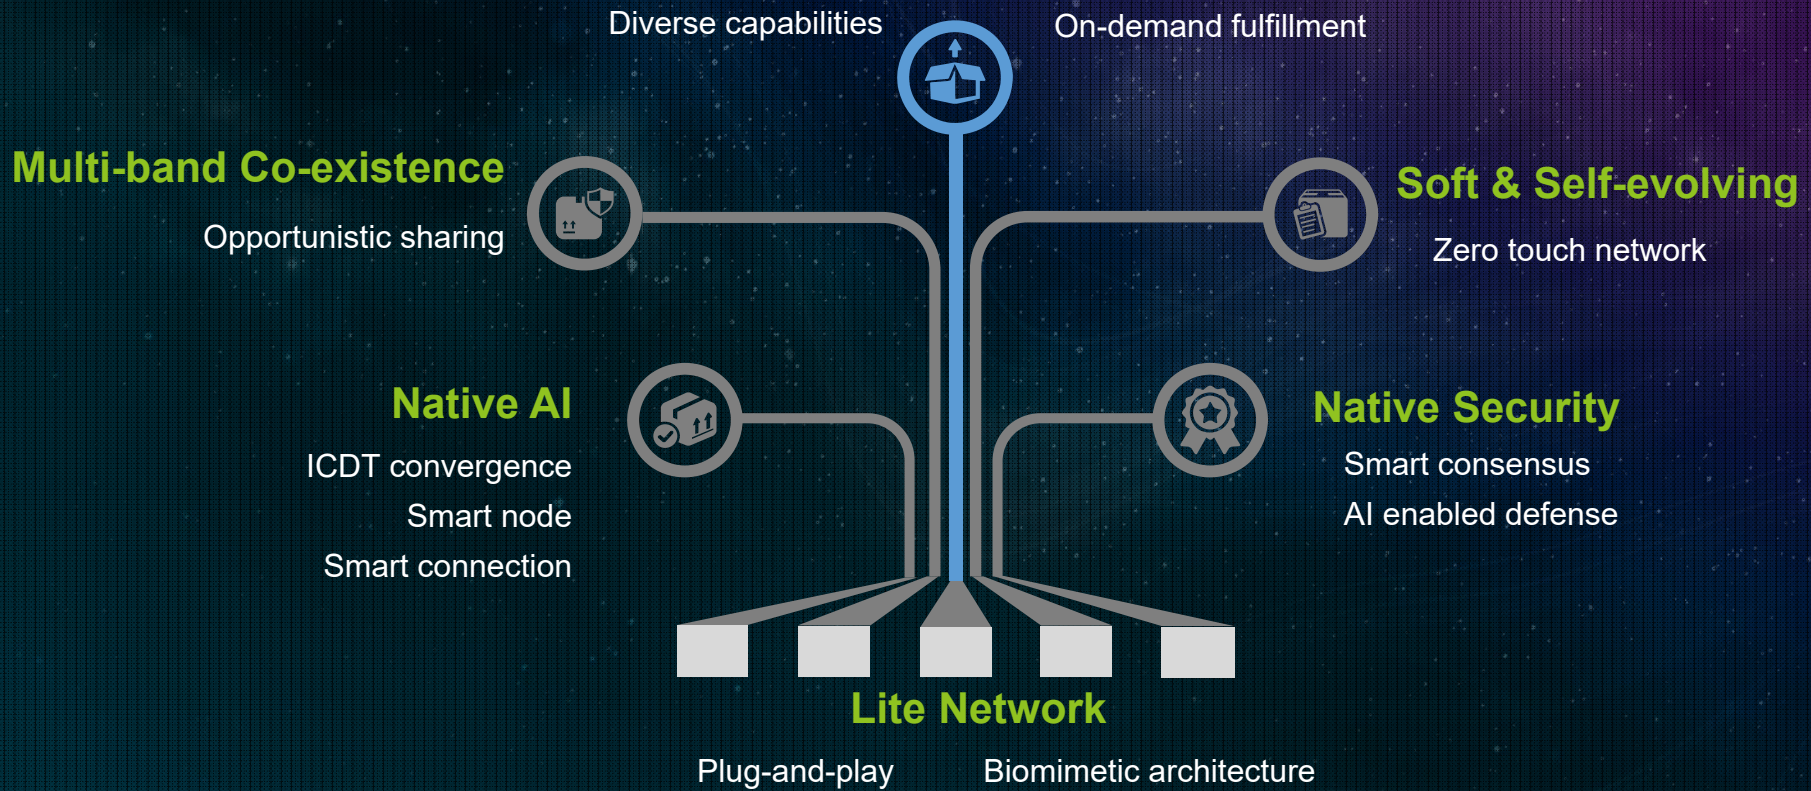 Diverse capabilities
On-demand fulfillment
Multi-band Co-existence
Opportunistic sharing
Soft & Self-evolving
Zero touch network
Native AI
ICDT convergence
Smart node
Smart connection
Native Security
Smart consensus
AI enabled defense
Lite Network
Plug-and-play
Biomimetic architecture